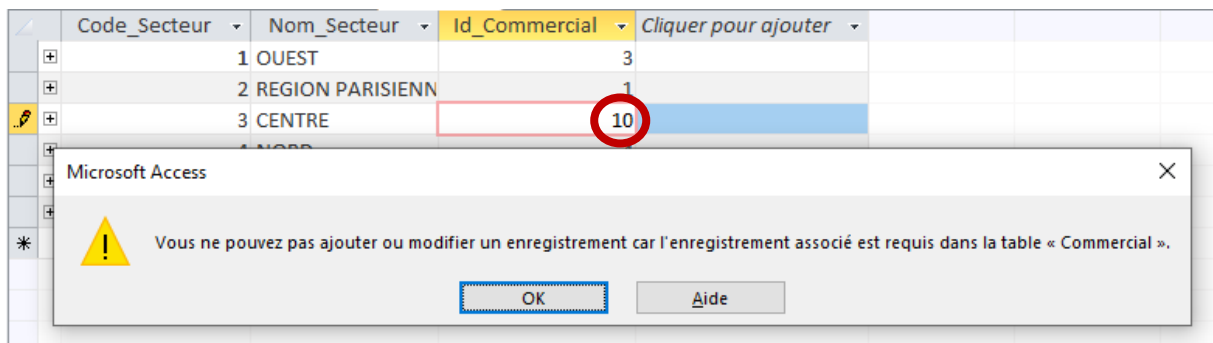 Code_Secteur Nom_Secteur Id_Commercial Cliquer pour ajouter
1 OUEST 3
2 REGION PARISIENN 1
3 CENTRE 10
4 NORD
Microsoft Access
Vous ne pouvez pas ajouter ou modifier un enregistrement car l'enregistrement associé est requis dans la table « Commercial ».
OK Aide